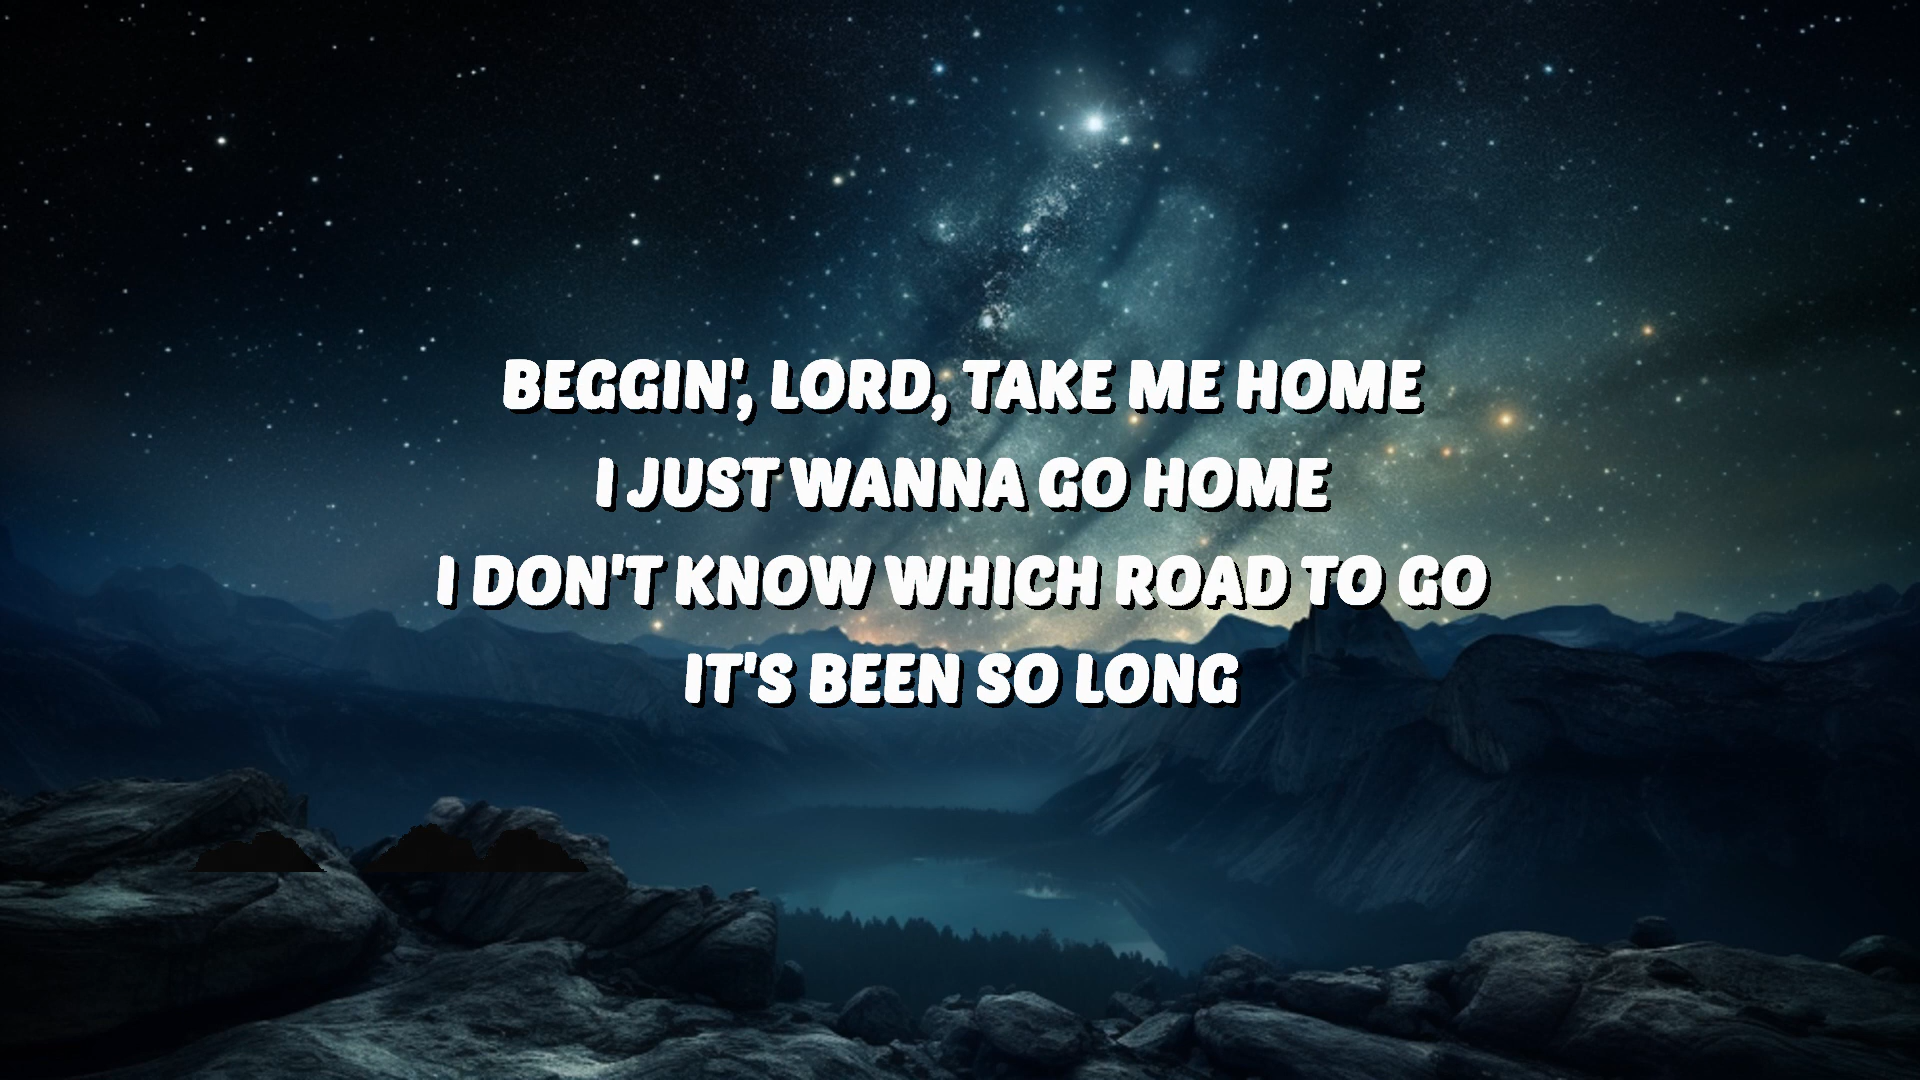 BEGGIN', LORD, TAKE ME HOME
I JUST WANNA GO HOME
I DON'T KNOW WHICH ROAD TO GO
IT'S BEEN SO LONG